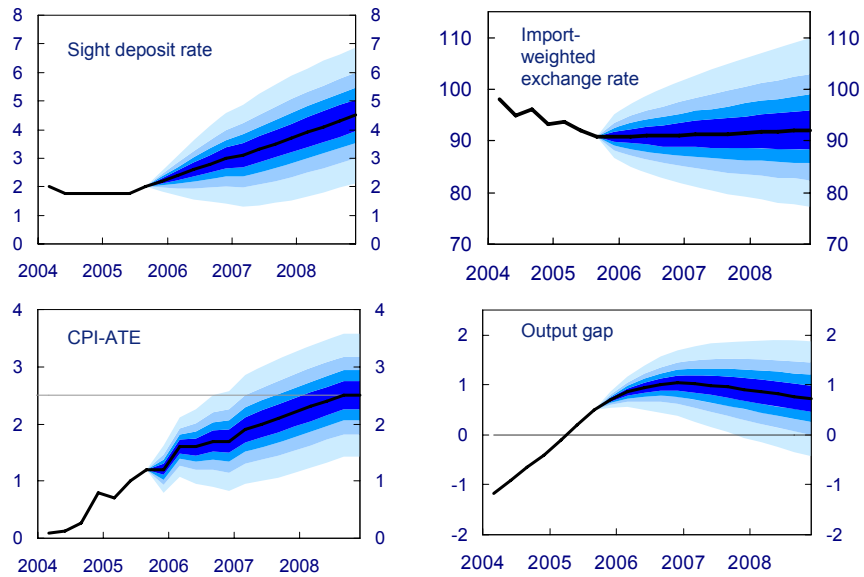 8 8
Sight deposit rate
7 7
6 6
5 5
4 4
3 3
2 2
1 1
0 0
2004 2005 2006 2007 2008
110 Import- 110
weighted
exchange rate
100 100
90 90
80 80
70 70
2004 2005 2006 2007 2008
4 4
CPI-ATE
3 3
2 2
1 1
0 0
2004 2005 2006 2007 2008
2 Output gap 2
1 1
0 0
-1 -1
-2 -2
2004 2005 2006 2007 2008